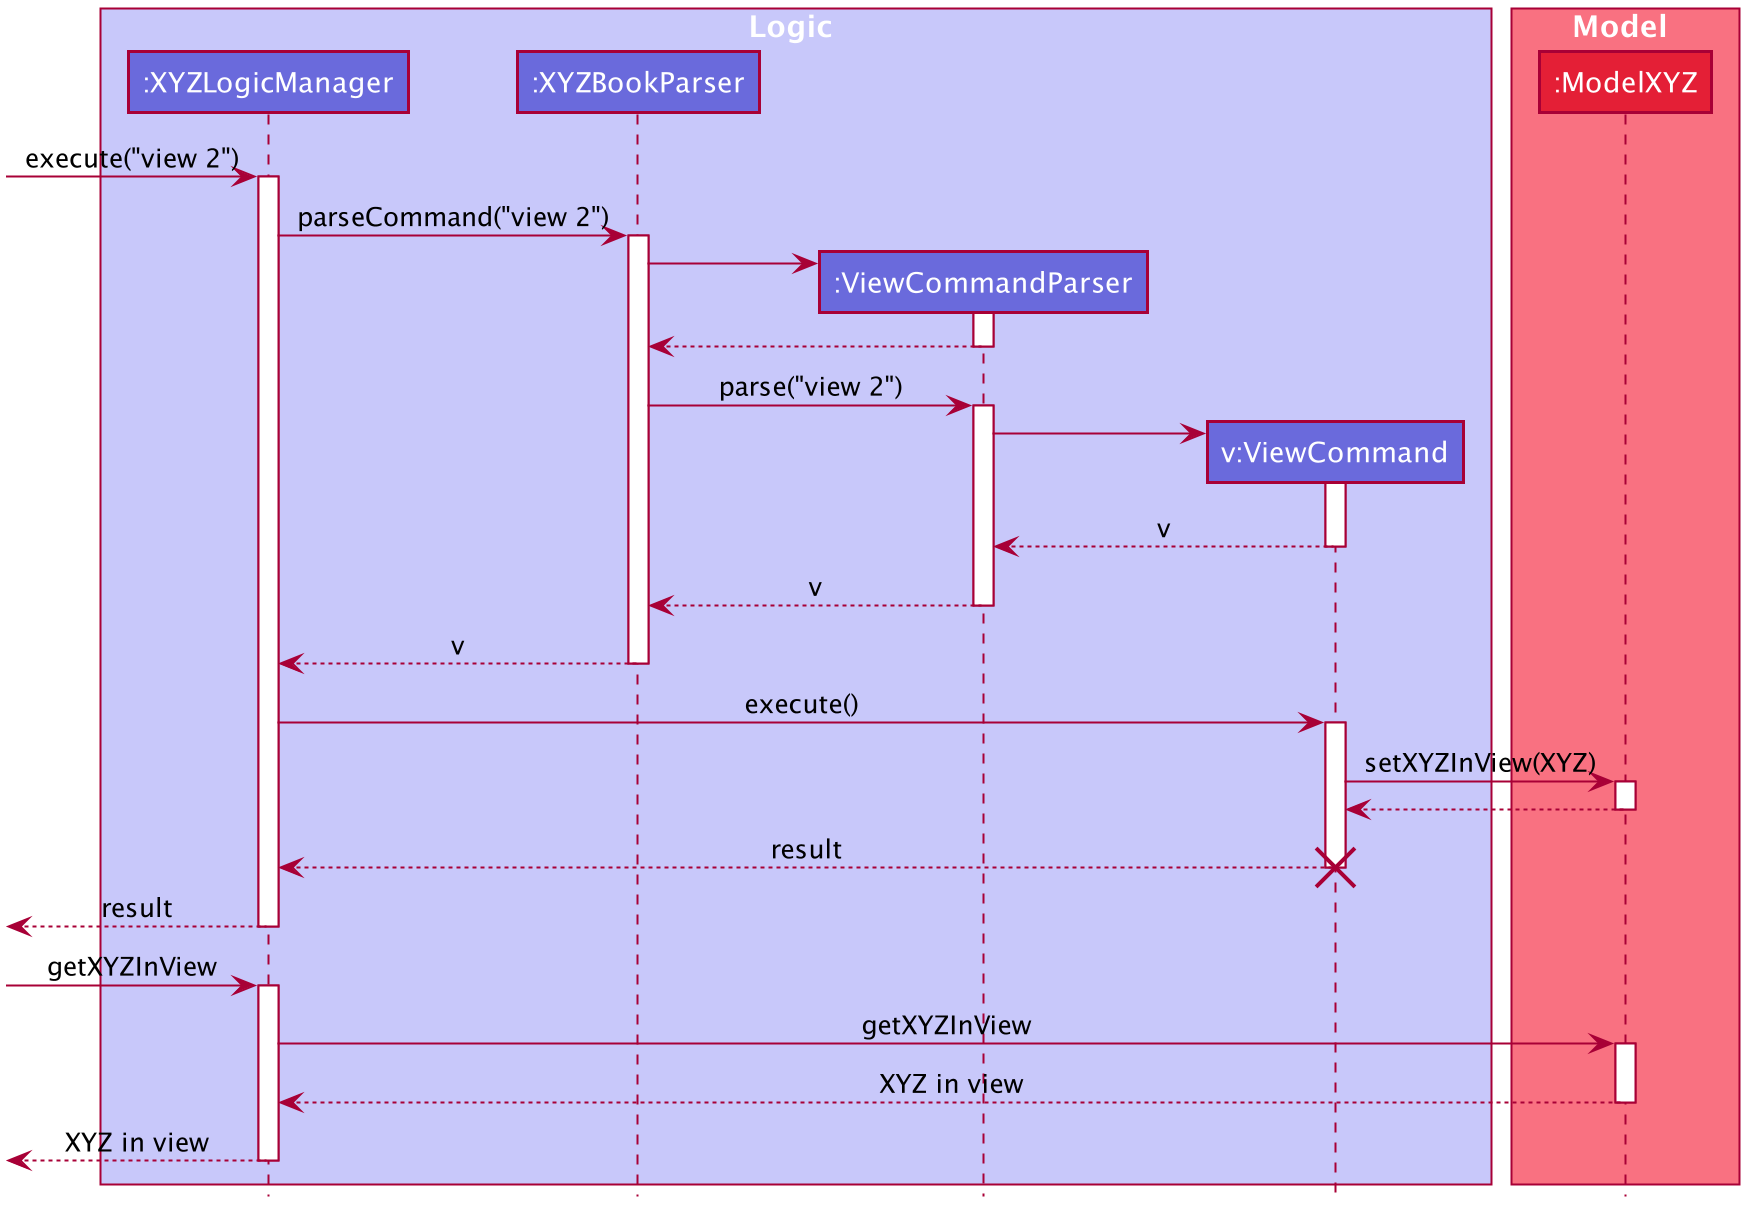 Logic
Model
:XYZLogicManager
:XYZBookParser
:ModelXYZ
execute("view 2")
parseCommand("view 2")
:ViewCommandParser
parse("view 2")
v:ViewCommand
v
v
v
execute()
setXYZInView(XYZ)
result
result
getXYZInView
getXYZInView
XYZ in view
XYZ in view